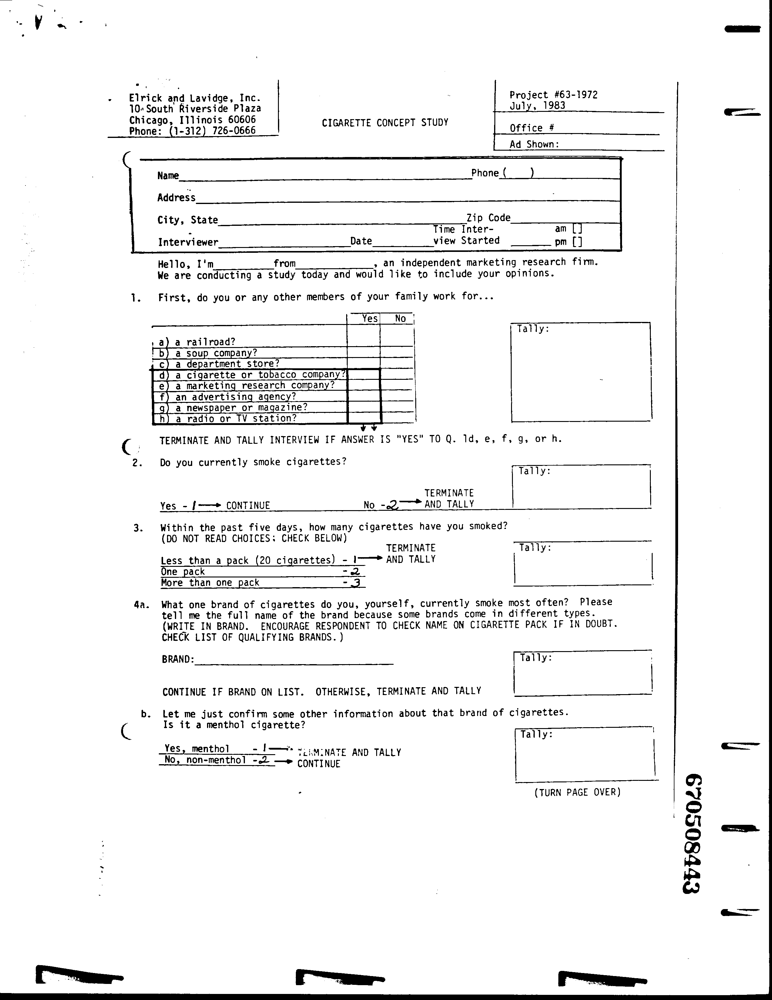 Elrick and Lavidge, Inc.
10 South Riverside Plaza
Chicago, Illinois 60606
Phone: (1-312) 726-0666
CIGARETTE CONCEPT STUDY
Project #63-1972
July, 1983
Office #
Ad Shown:
Name Phone ( )
Address
City, State Zip Code
Interviewer Date Time Inter-view Started am [] pm []
Hello, I'm from , an independent marketing research firm.
We are conducting a study today and would like to include your opinions.
1. First, do you or any other members of your family work for...
Yes No
Tally:
a) a railroad?
b) a soup company?
c) a department store?
d) a cigarette or tobacco company?
e) a marketing research company?
f) an advertising agency?
g) a newspaper or magazine?
h) a radio or TV station?
TERMINATE AND TALLY INTERVIEW IF ANSWER IS "YES" TO Q. 1d, e, f, g, or h.
2. Do you currently smoke cigarettes?
Tally:
Yes - 1 → CONTINUE No - 2 → TERMINATE AND TALLY
3. Within the past five days, how many cigarettes have you smoked?
(DO NOT READ CHOICES; CHECK BELOW)
Tally:
Less than a pack (20 cigarettes) - 1 → TERMINATE AND TALLY
One pack - 2
More than one pack - 3
4a. What one brand of cigarettes do you, yourself, currently smoke most often? Please
tell me the full name of the brand because some brands come in different types.
(WRITE IN BRAND. ENCOURAGE RESPONDENT TO CHECK NAME ON CIGARETTE PACK IF IN DOUBT.
CHECK LIST OF QUALIFYING BRANDS.)
BRAND:
Tally:
CONTINUE IF BRAND ON LIST. OTHERWISE, TERMINATE AND TALLY
b. Let me just confirm some other information about that brand of cigarettes.
Is it a menthol cigarette?
Tally:
Yes, menthol - 1 → TERMINATE AND TALLY
No, non-menthol - 2 → CONTINUE
(TURN PAGE OVER)
670508443